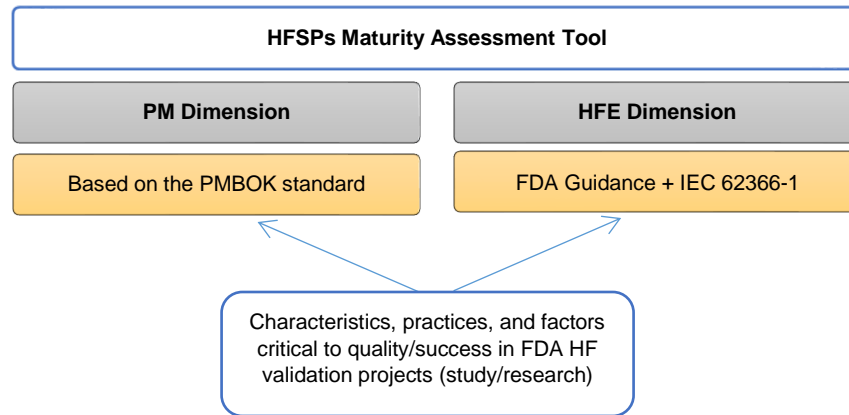 HFSPs Maturity Assessment Tool
PM Dimension
HFE Dimension
Based on the PMBOK standard
FDA Guidance + IEC 62366-1
Characteristics, practices, and factors
critical to quality/success in FDA HF
validation projects (study/research)